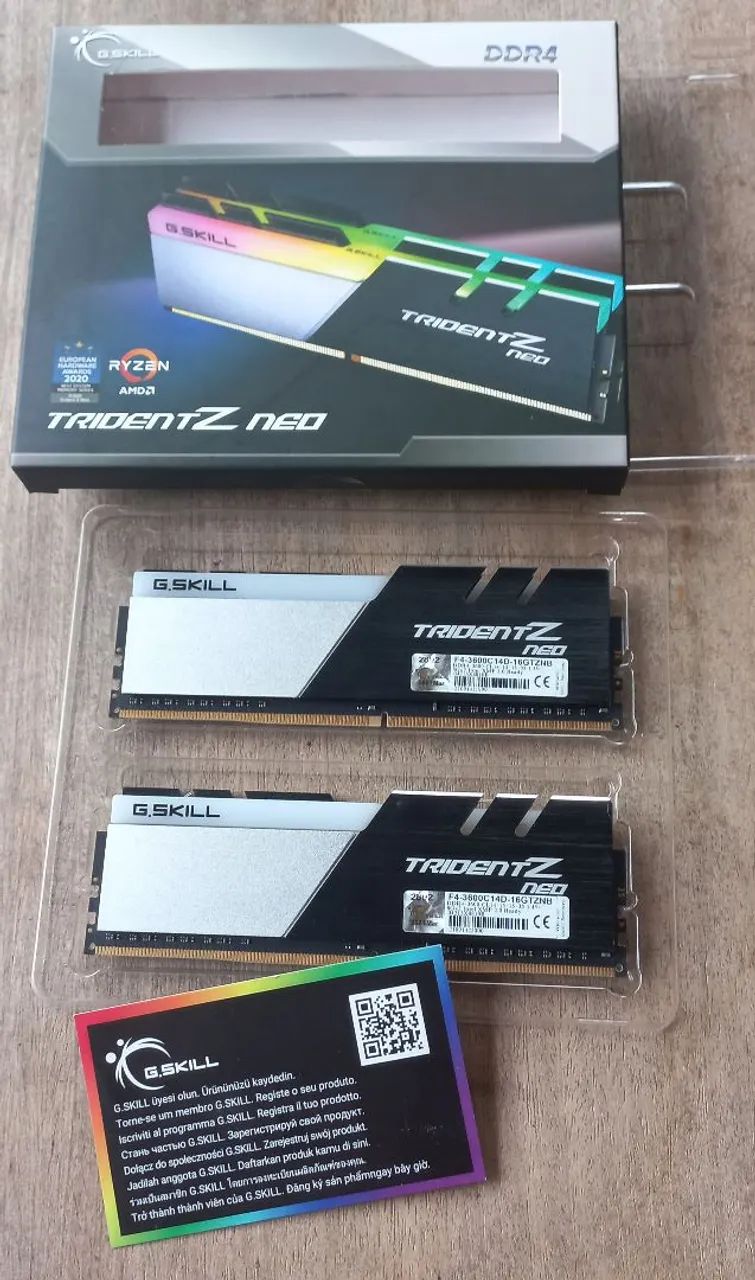 G.SKILL
DDR4
G.SKILL
G.SKILL
G.SKILL
TRIDENTZ
NEO
EUROPEAN
HARDWARE
AWARDS
2020
RYZEN
AMD
TRIDENTZ NEO
G.SKILL
TRIDENTZ
NEO
F4-3600C14D-16GTZNB
CE
G.SKILL
TRIDENTZ
NEO
F4-3600C14D-16GTZNB
CE
G.SKILL
G.SKILL üyesi olun. Ürününüzü kaydedin.
Torne-se um membro G.SKILL. Registe o seu produto.
Iscriviti al programma G.SKILL. Registra il tuo prodotto.
Стань частью G.SKILL. Зарегистрируй свой продукт.
Dołącz do społeczności G.SKILL. Zarejestruj swój produkt.
Jadilah anggota G.SKILL. Daftarkan produk kamu di sini.
ร่วมเป็นสมาชิก G.SKILL โดยการลงทะเบียนผลิตภัณฑ์ของคุณ
Trở thành thành viên của G.SKILL. Đăng ký sản phẩmngay bây giờ.